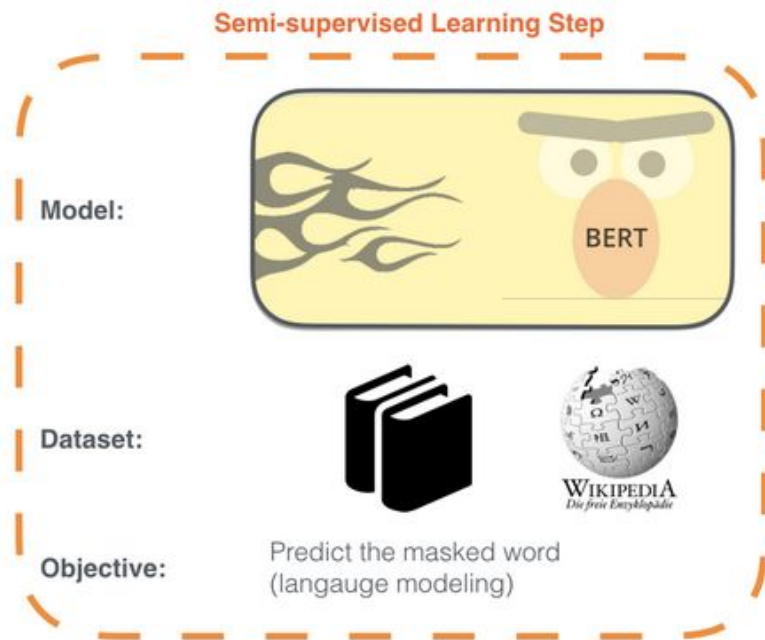 Semi-supervised Learning Step
Model:
BERT
Dataset:
WIKIPEDIA
Die freie Enzyklopädie
Objective:
Predict the masked word
(langauge modeling)